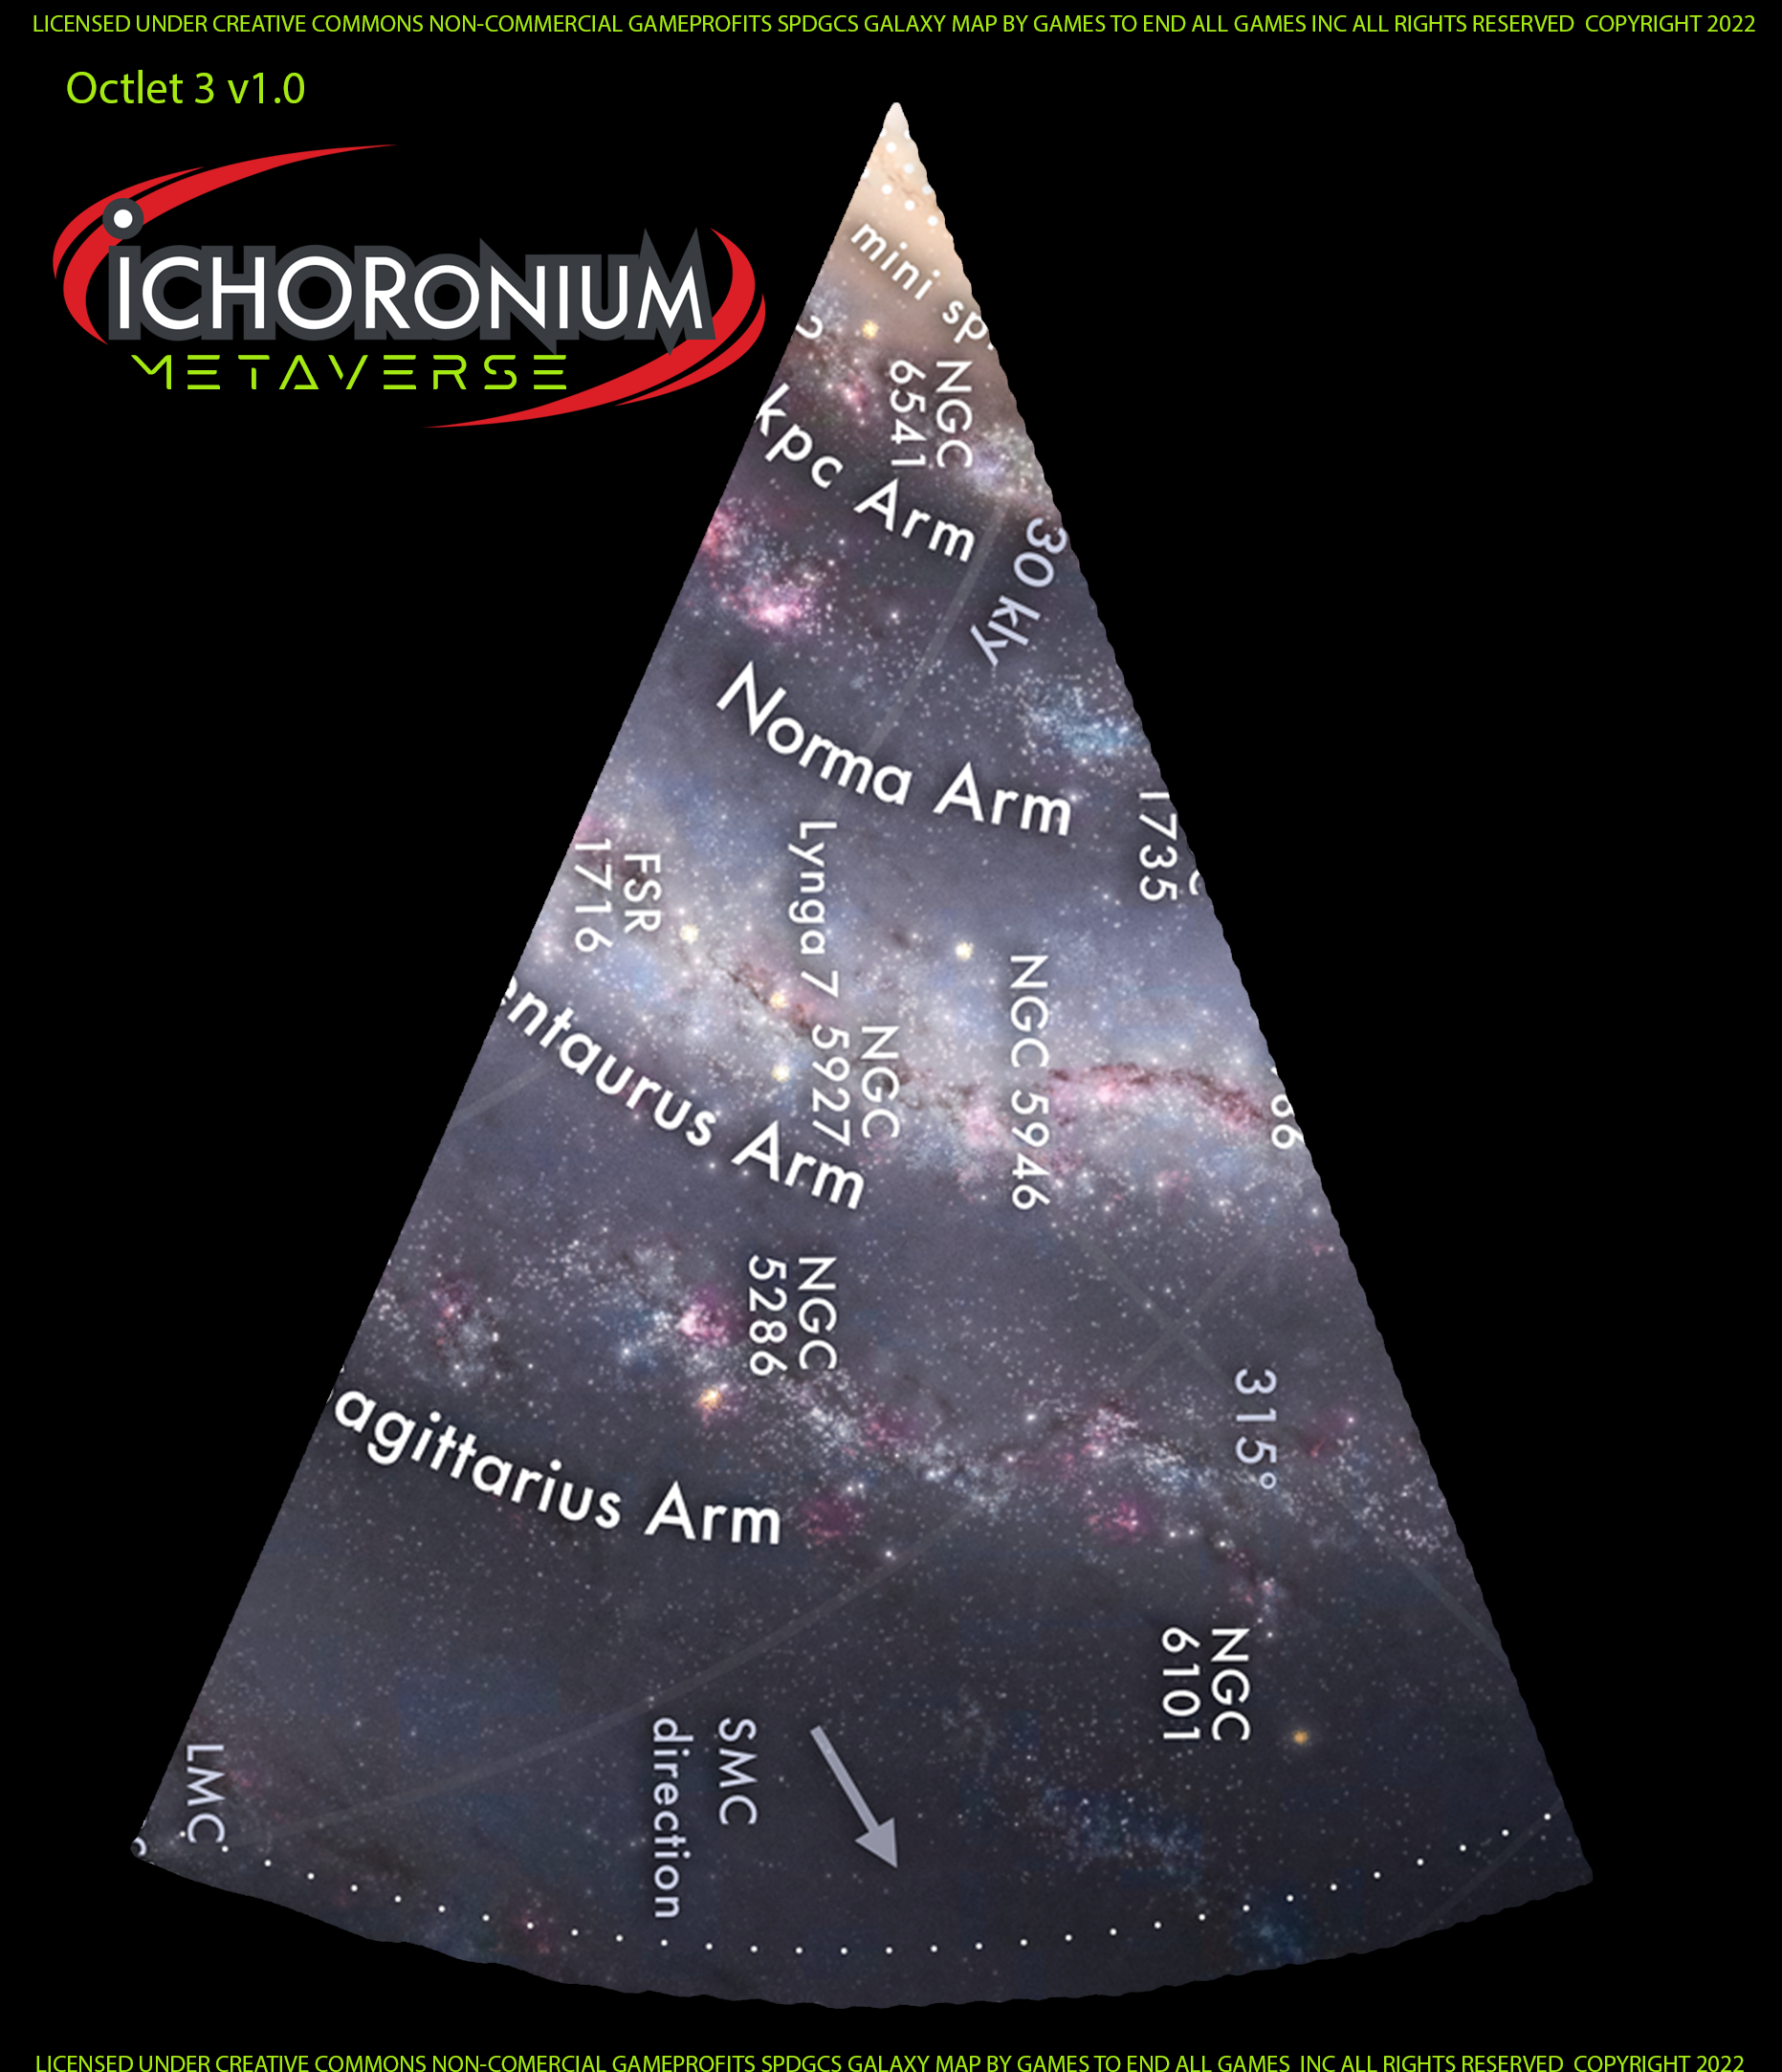 LICENSED UNDER CREATIVE COMMONS NON-COMMERCIAL GAMEPROFITS SPDGCS GALAXY MAP BY GAMES TO END ALL GAMES INC ALL RIGHTS RESERVED COPYRIGHT 2022
Octlet 3 v1.0
ICHORONIUM
METAVERSE
mini sp.
NGC
6541
kpc Arm
30 kly
Norma Arm
1735
FSR
1716
Lynga 7
NGC
5927
NGC 5946
66
entaurus Arm
NGC
5286
315°
agittarius Arm
NGC
6101
SMC
direction
LMC
LICENSED UNDER CREATIVE COMMONS NON-COMERCIAL GAMEPROFITS SPDGCS GALAXY MAP BY GAMES TO END ALL GAMES INC ALL RIGHTS RESERVED COPYRIGHT 2022